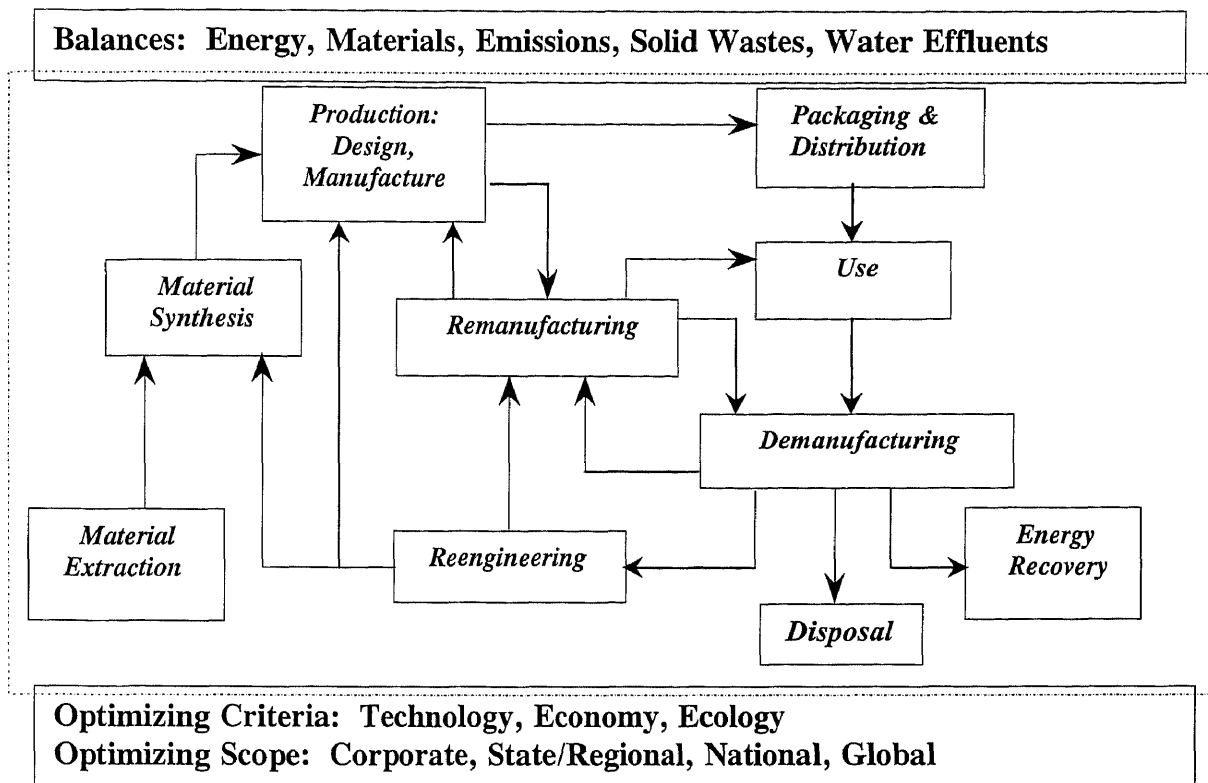 Balances: Energy, Materials, Emissions, Solid Wastes, Water Effluents
Production:
Design,
Manufacture
Packaging &
Distribution
Material
Synthesis
Use
Remanufacturing
Demanufacturing
Material
Extraction
Reengineering
Energy
Recovery
Disposal
Optimizing Criteria: Technology, Economy, Ecology
Optimizing Scope: Corporate, State/Regional, National, Global